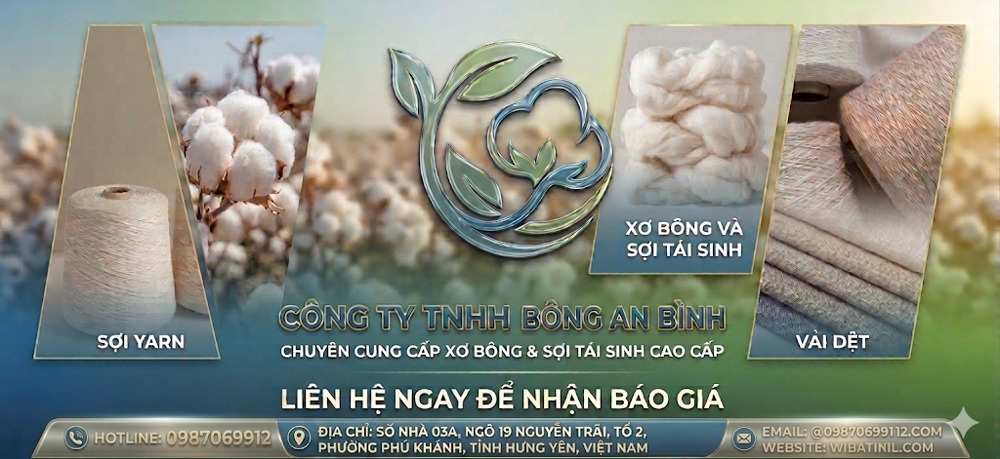 XƠ BÔNG VÀ
SỢI TÁI SINH
SỢI YARN
VẢI DỆT
CÔNG TY TNHH BÔNG AN BÌNH
CHUYÊN CUNG CẤP XƠ BÔNG & SỢI TÁI SINH CAO CẤP
LIÊN HỆ NGAY ĐỂ NHẬN BÁO GIÁ
HOTLINE: 0987069912
ĐỊA CHỈ: SỐ NHÀ 03A, NGÕ 19 NGUYỄN TRÃI, TỔ 2,
PHƯỜNG PHÚ KHÁNH, TỈNH HƯNG YÊN, VIỆT NAM
EMAIL: @09870699112.COM
WEBSITE: WIBATINIL.COM